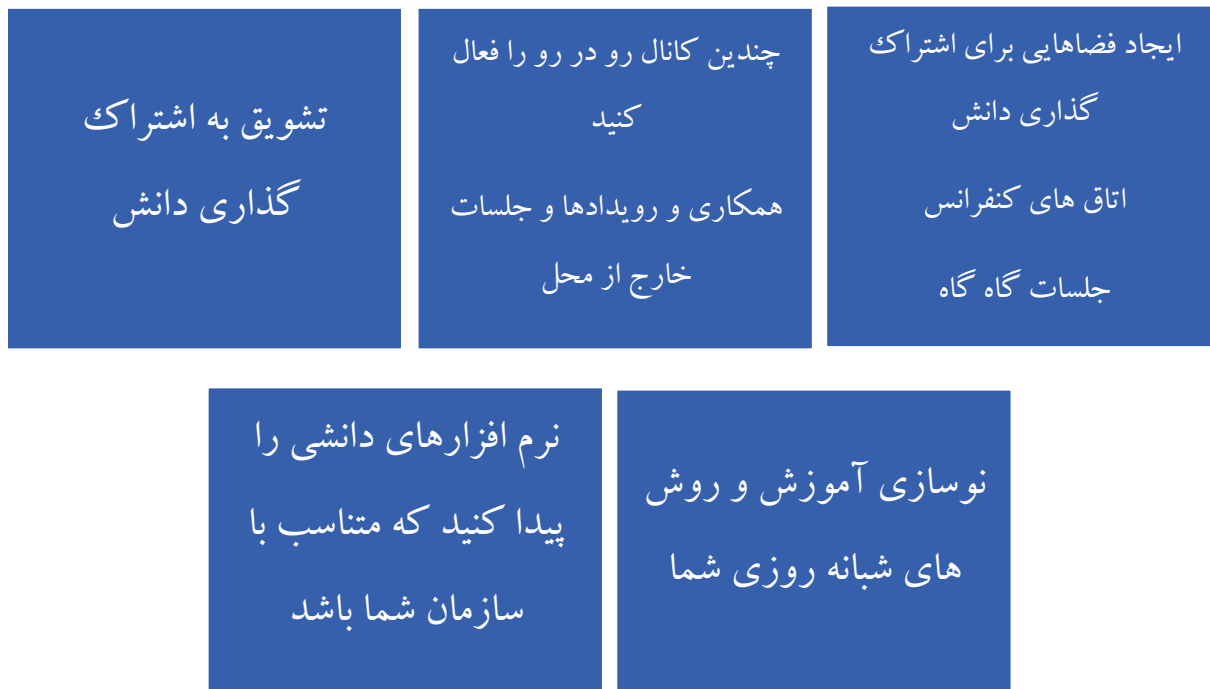 ایجاد فضاهایی برای اشتراک
گذاری دانش
اتاق های کنفرانس
جلسات گاه گاه
چندین کانال رو در رو را فعال
کنید
همکاری و رویدادها و جلسات
خارج از محل
تشویق به اشتراک
گذاری دانش
نوسازی آموزش و روش
های شبانه روزی شما
نرم افزارهای دانشی را
پیدا کنید که متناسب با
سازمان شما باشد